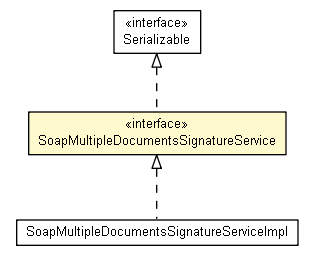 «interface»
Serializable
«interface»
SoapMultipleDocumentsSignatureService
SoapMultipleDocumentsSignatureServiceImpl